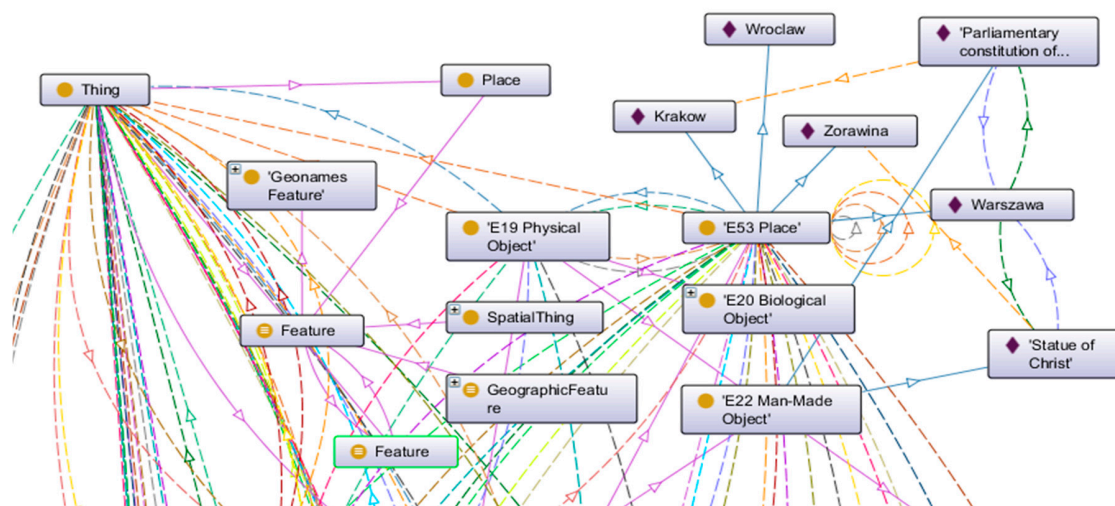 Wroclaw
'Parliamentary
constitution of...
Place
Thing
Krakow
Zorawina
'Geonames
Feature'
Warszawa
'E19 Physical
Object'
'E53 Place'
'E20 Biological
Object'
SpatialThing
Feature
'Statue of
Christ'
GeographicFeatu
re
'E22 Man-Made
Object'
Feature